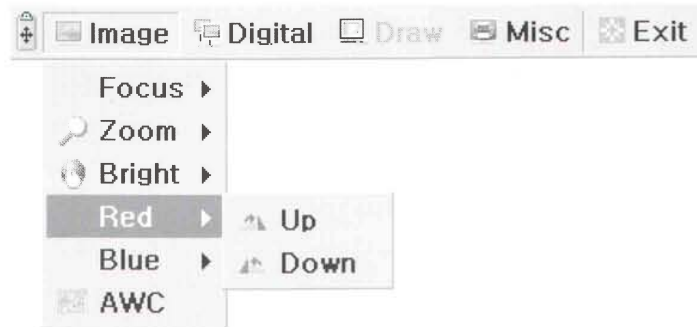 Image Digital Draw Misc Exit
Focus
Zoom
Bright
Red
Up
Blue
Down
AWC